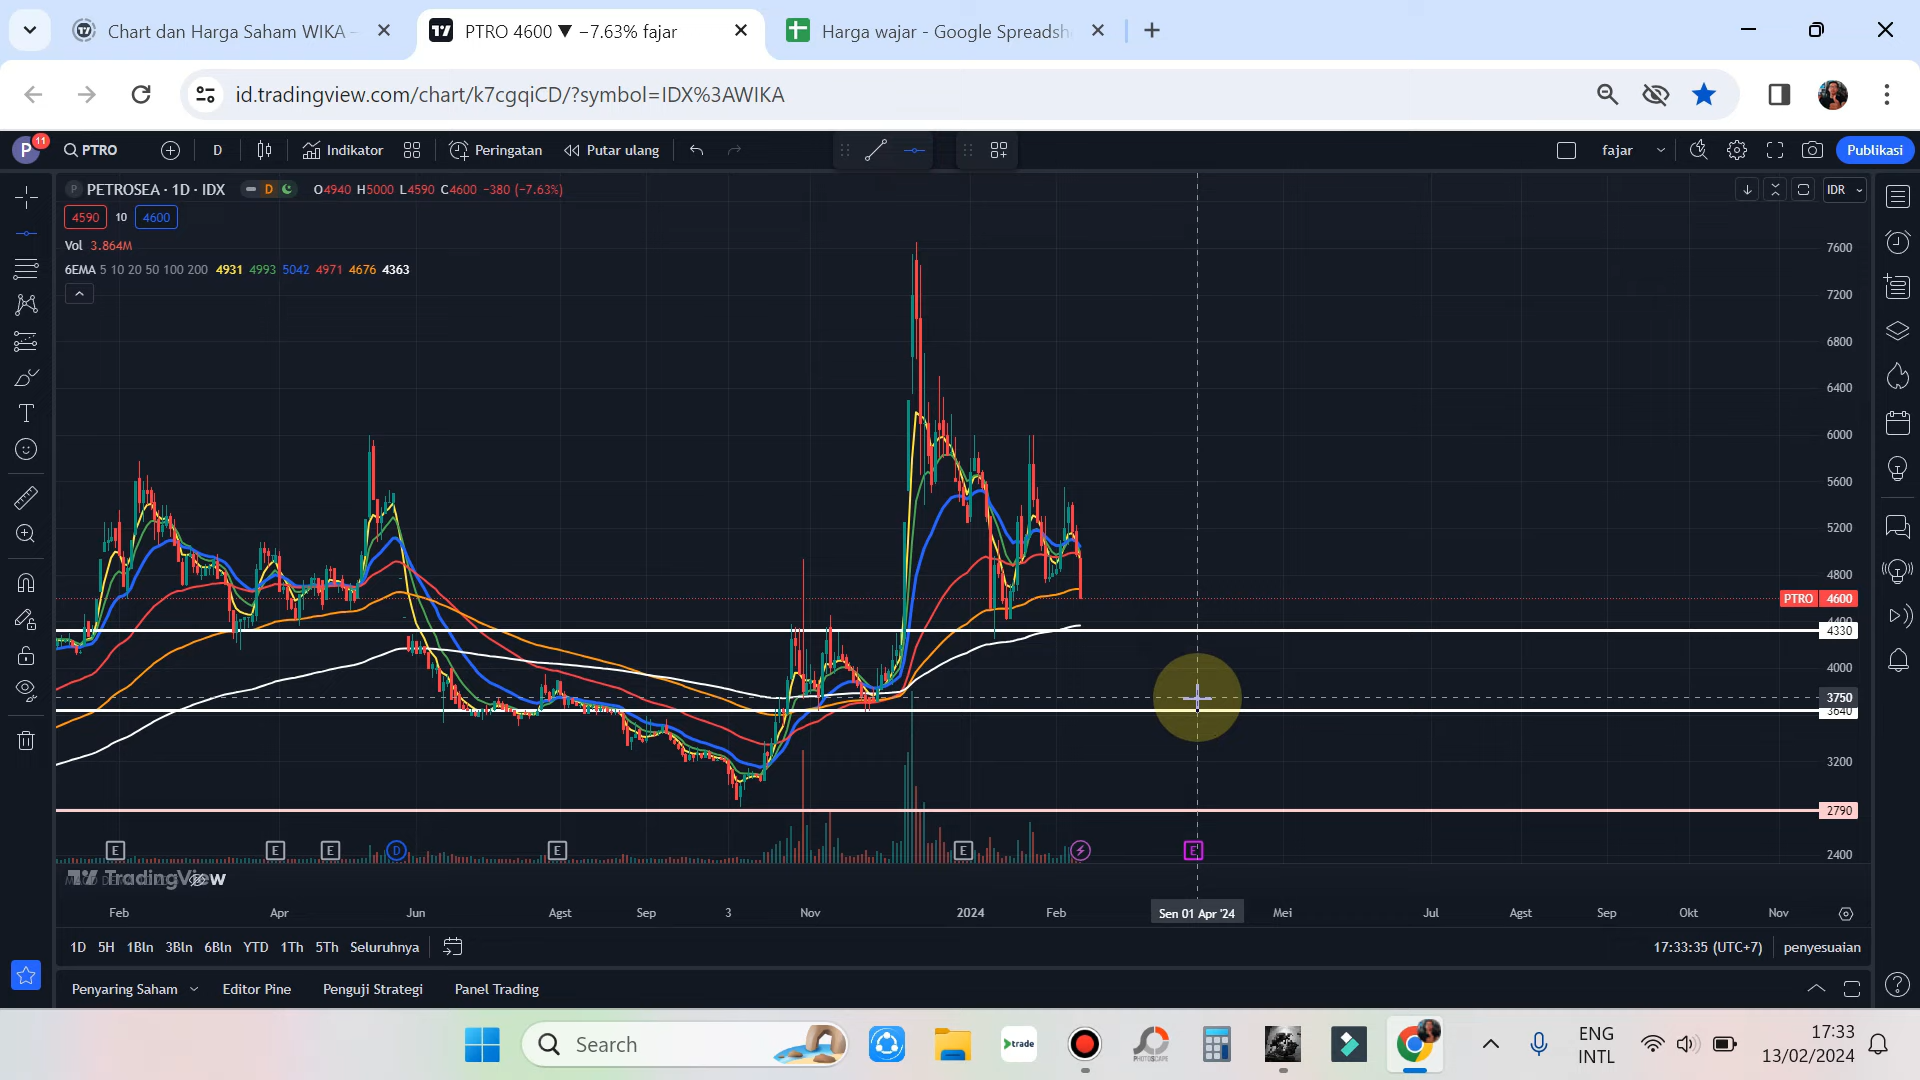 Chart dan Harga Saham WIKA -
PTRO 4600 ▼ −7.63% fajar
Harga wajar - Google Spreadsh
id.tradingview.com/chart/k7cgqiCD/?symbol=IDX%3AWIKA
P 11
PTRO
D
Indikator
Peringatan
Putar ulang
fajar
Publikasi
P PETROSEA · 1D · IDX
D
O4940 H5000 L4590 C4600 −380 (−7.63%)
IDR
4590 10 4600
Vol 3.864M
6EMA 5 10 20 50 100 200 4931 4993 5042 4971 4676 4363
7600
7200
6800
6400
6000
5600
5200
4800
PTRO 4600
4400
4330
4000
3750
3640
3200
2790
2400
E E E D E E E
TradingView
Feb Apr Jun Agst Sep 3 Nov 2024 Feb Sen 01 Apr '24 Mei Jul Agst Sep Okt Nov
1D 5H 1Bln 3Bln 6Bln YTD 1Th 5Th Seluruhnya
17:33:35 (UTC+7) penyesuaian
Penyaring Saham Editor Pine Penguji Strategi Panel Trading
Search
trade
PHOTOSCAPE
ENG
INTL
17:33
13/02/2024